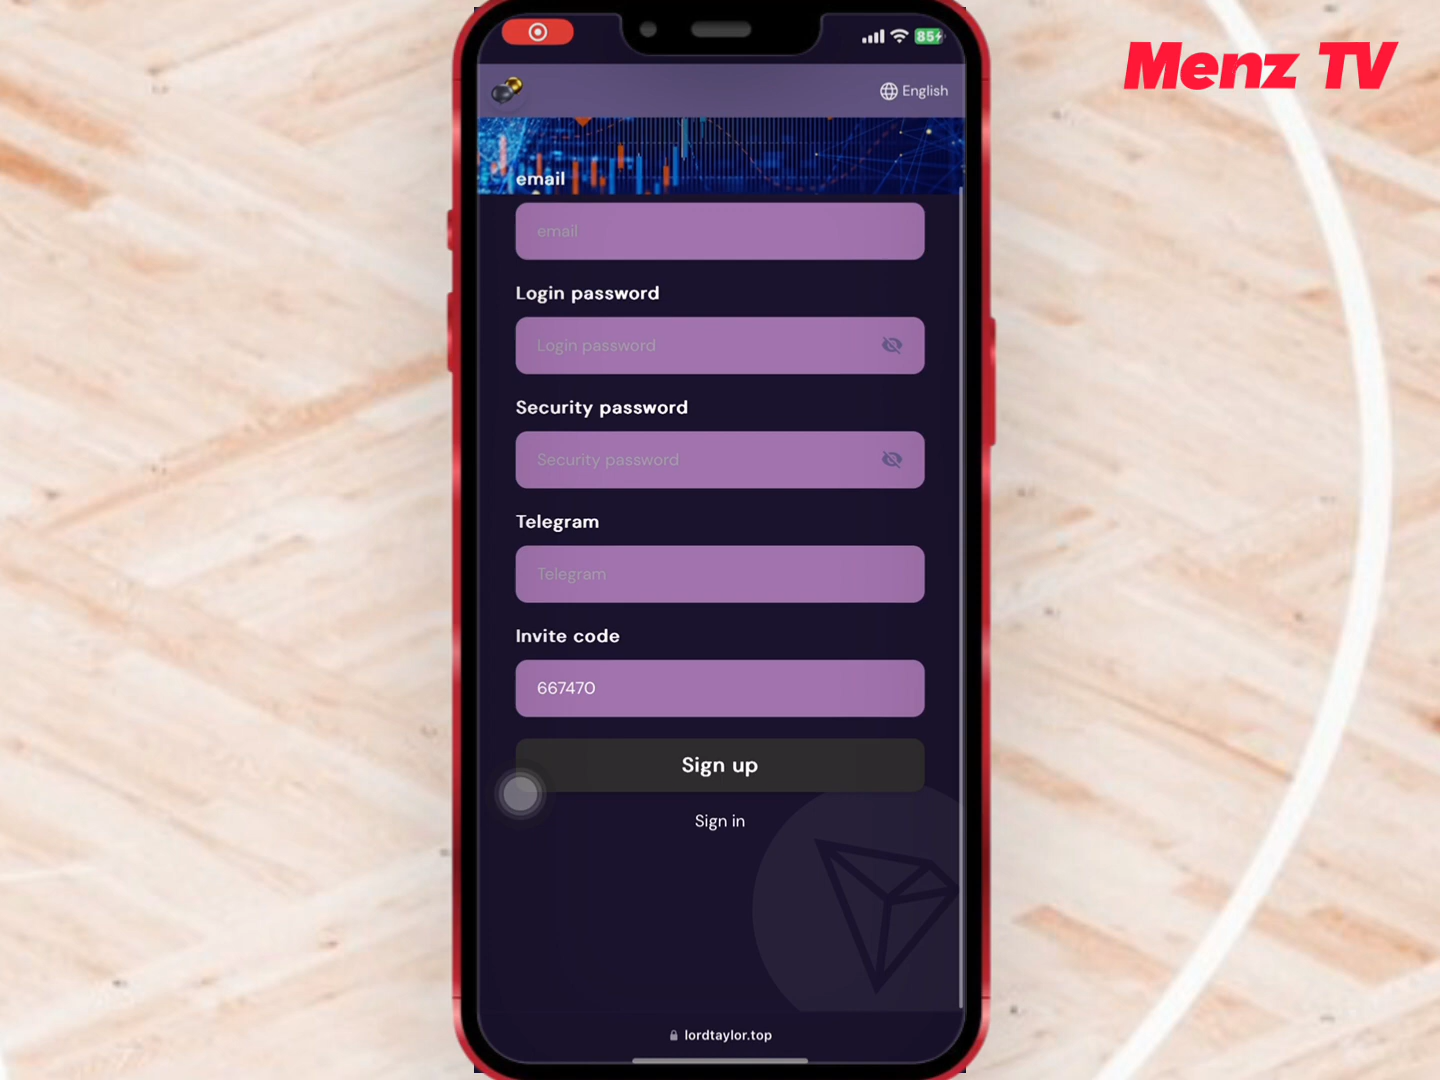 Menz TV
85
English
email
email
Login password
Login password
Security password
Security password
Telegram
Telegram
Invite code
667470
Sign up
Sign in
lordtaylor.top